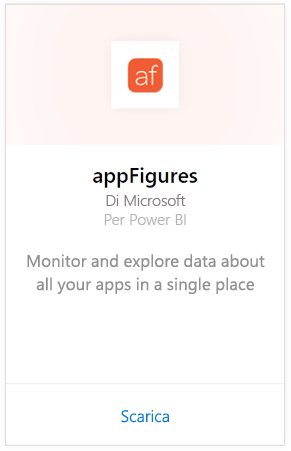 af
appFigures
Di Microsoft
Per Power BI
Monitor and explore data about
all your apps in a single place
Scarica